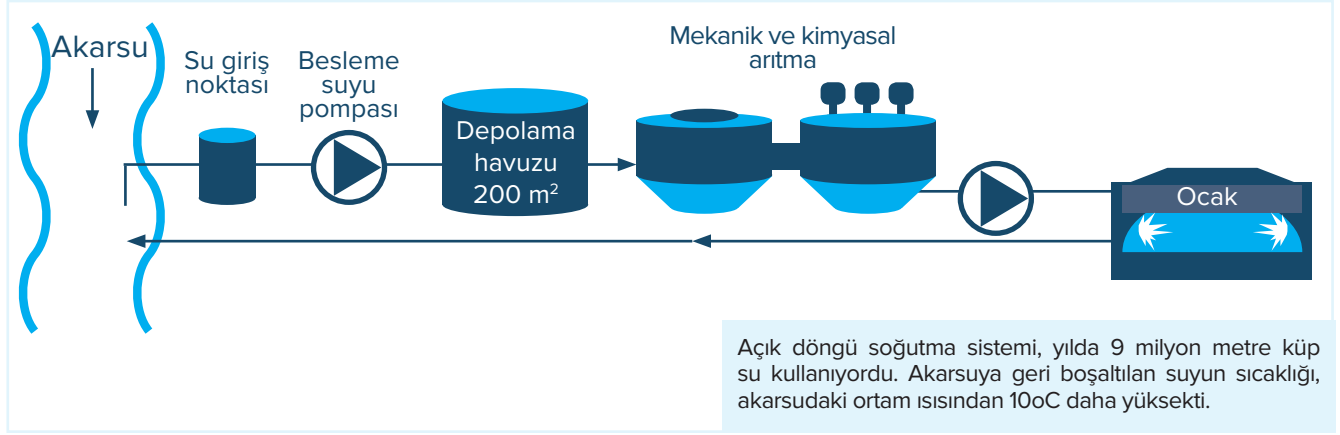 Akarsu
Su giriş
noktası
Besleme
suyu
pompası
Depolama
havuzu
200 m²
Mekanik ve kimyasal
arıtma
Ocak
Açık döngü soğutma sistemi, yılda 9 milyon metre küp
su kullanıyordu. Akarsuya geri boşaltılan suyun sıcaklığı,
akarsudaki ortam ısısından 10oC daha yüksekti.